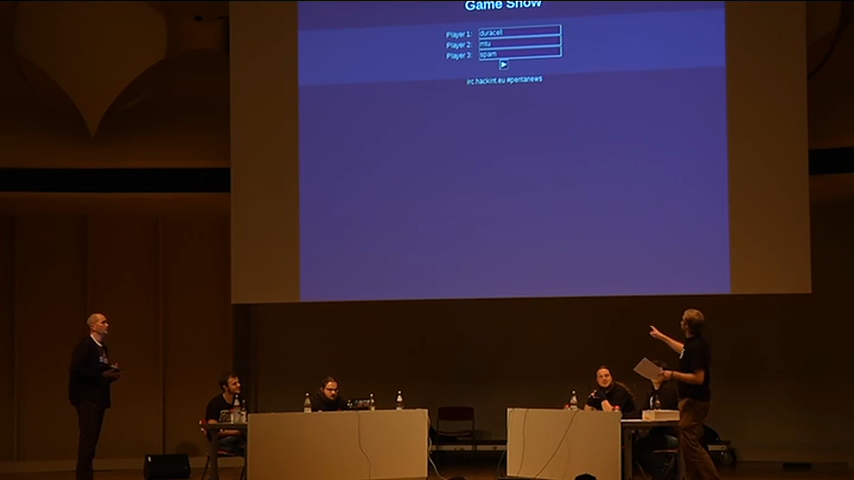 Game Show
Player 1: duracell
Player 2: mtu
Player 3: spam
irc.hackint.eu #pentanews